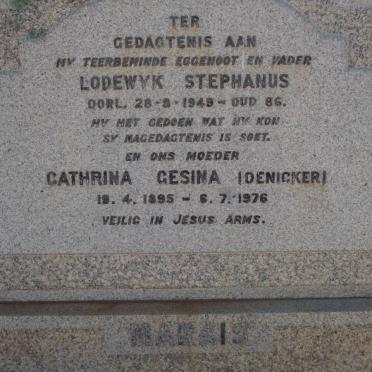 TER
GEDAGTENIS AAN
MY TEERBEMINDE EGGENOOT EN VADER
LODEWYK STEPHANUS
OORL. 28-8-1949 - OUD 86.
HY HET GEDOEN WAT HY KON
SY NAGEDAGTENIS IS SOET.
EN ONS MOEDER
CATHRINA GESINA (DENICKER)
19. 4. 1895 - 6. 7. 1976
VEILIG IN JESUS ARMS.
MARAIS